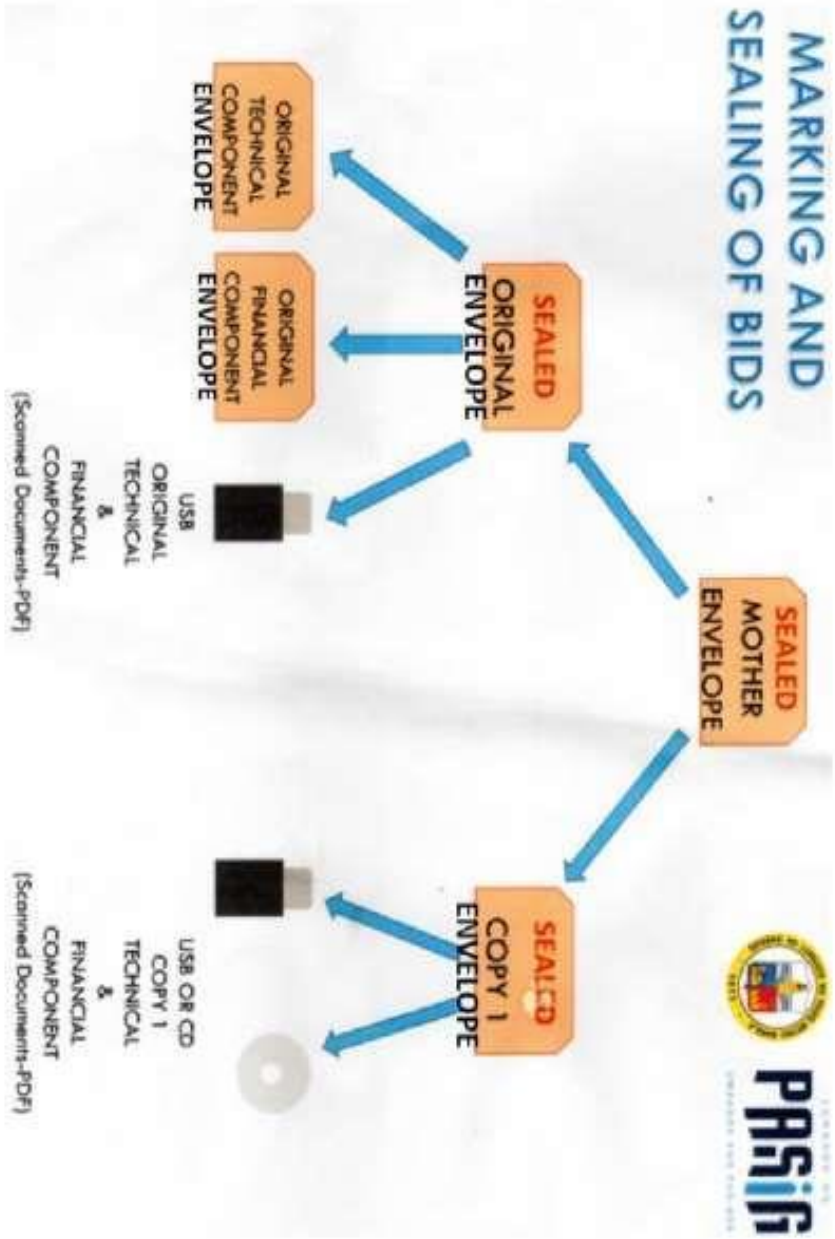 MARKING AND
SEALING OF BIDS
PASIG
SEALED
MOTHER
ENVELOPE
SEALED
ORIGINAL
ENVELOPE
SEALED
COPY 1
ENVELOPE
ORIGINAL
TECHNICAL
COMPONENT
ENVELOPE
ORIGINAL
FINANCIAL
COMPONENT
ENVELOPE
USB
ORIGINAL
TECHNICAL
&
FINANCIAL
COMPONENT
(Scanned Documents-PDF)
USB OR CD
COPY 1
TECHNICAL
&
FINANCIAL
COMPONENT
(Scanned Documents-PDF)